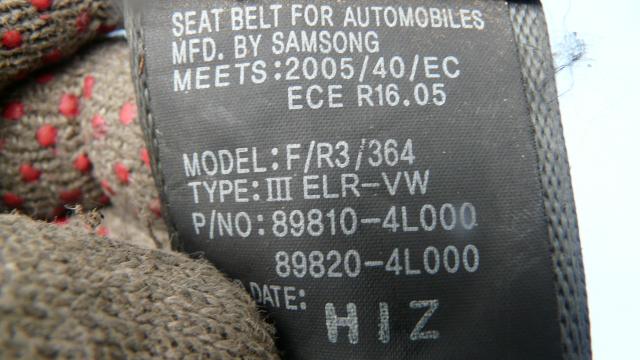 SEAT BELT FOR AUTOMOBILES
MFD. BY SAMSONG
MEETS:2005/40/EC
ECE R16.05
MODEL:F/R3/364
TYPE:III ELR-VW
P/NO:89810-4L000
89820-4L000
DATE:
HIZ